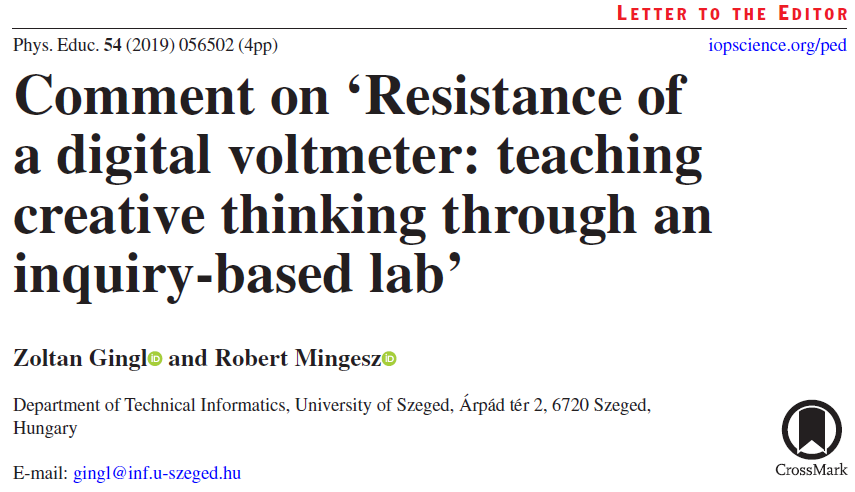 LETTER TO THE EDITOR
Phys. Educ. 54 (2019) 056502 (4pp)
iopscience.org/ped
Comment on ‘Resistance of
a digital voltmeter: teaching
creative thinking through an
inquiry-based lab’
Zoltan Gingl iD and Robert Mingesz iD
Department of Technical Informatics, University of Szeged, Árpád tér 2, 6720 Szeged,
Hungary
E-mail: gingl@inf.u-szeged.hu
CrossMark